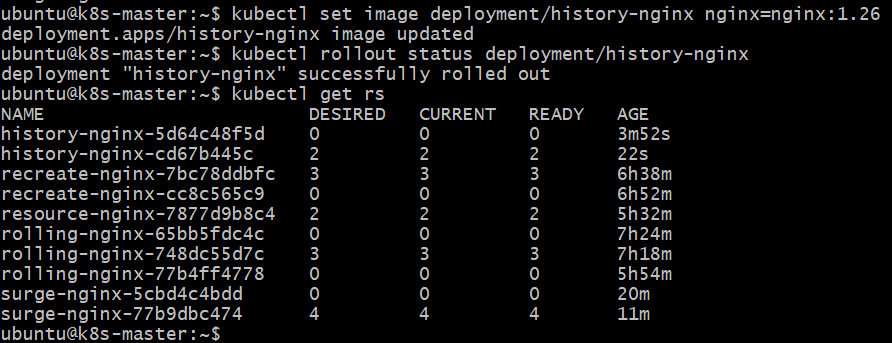 ubuntu@k8s-master:~$ kubectl set image deployment/history-nginx nginx=nginx:1.26
deployment.apps/history-nginx image updated
ubuntu@k8s-master:~$ kubectl rollout status deployment/history-nginx
deployment "history-nginx" successfully rolled out
ubuntu@k8s-master:~$ kubectl get rs
NAME                       DESIRED   CURRENT   READY   AGE
history-nginx-5d64c48f5d   0         0         0       3m52s
history-nginx-cd67b445c    2         2         2       22s
recreate-nginx-7bc78ddbfc   3         3         3       6h38m
recreate-nginx-cc8c565c9   0         0         0       6h52m
resource-nginx-7877d9b8c4   2         2         2       5h32m
rolling-nginx-65bb5fdc4c   0         0         0       7h24m
rolling-nginx-748dc55d7c   3         3         3       7h18m
rolling-nginx-77b4ff4778   0         0         0       5h54m
surge-nginx-5cbd4c4bdd     0         0         0       20m
surge-nginx-77b9dbc474     4         4         4       11m
ubuntu@k8s-master:~$